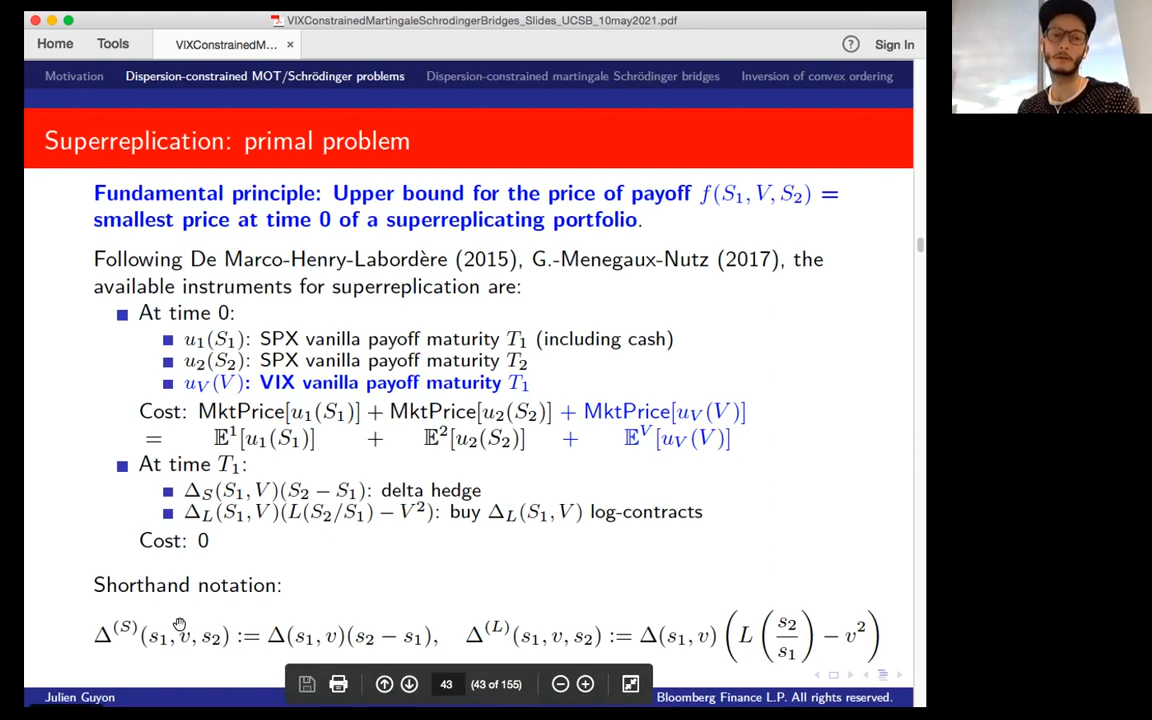 VIXConstrainedMartingaleSchrodingerBridges_Slides_UCSB_10may2021.pdf
Home Tools VIXConstrainedM... × ? Sign In
Motivation Dispersion-constrained MOT/Schrödinger problems Dispersion-constrained martingale Schrödinger bridges Inversion of convex ordering
Superreplication: primal problem
Fundamental principle: Upper bound for the price of payoff f(S₁, V, S₂) =
smallest price at time 0 of a superreplicating portfolio.
Following De Marco-Henry-Labordère (2015), G.-Menegaux-Nutz (2017), the
available instruments for superreplication are:
At time 0:
u₁(S₁): SPX vanilla payoff maturity T₁ (including cash)
u₂(S₂): SPX vanilla payoff maturity T₂
u_V(V): VIX vanilla payoff maturity T₁
Cost: MktPrice[u₁(S₁)] + MktPrice[u₂(S₂)] + MktPrice[u_V(V)]
= 𝔼¹[u₁(S₁)] + 𝔼²[u₂(S₂)] + 𝔼^V[u_V(V)]
At time T₁:
Δ_S(S₁, V)(S₂ − S₁): delta hedge
Δ_L(S₁, V)(L(S₂/S₁) − V²): buy Δ_L(S₁, V) log-contracts
Cost: 0
Shorthand notation:
Δ^(S)(s₁, v, s₂) := Δ(s₁, v)(s₂ − s₁), Δ^(L)(s₁, v, s₂) := Δ(s₁, v) (L (s₂/s₁) − v²)
43 (43 of 155)
Julien Guyon Bloomberg Finance L.P. All rights reserved.